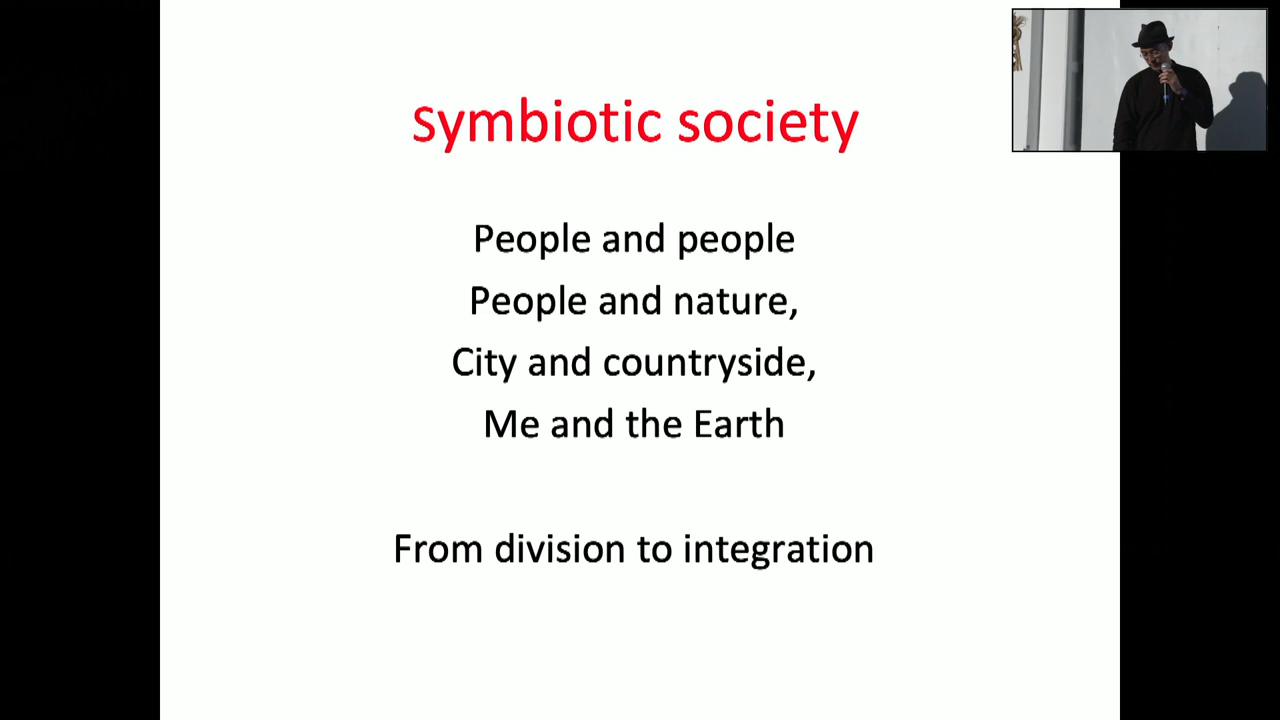 Symbiotic society
People and people
People and nature,
City and countryside,
Me and the Earth
From division to integration